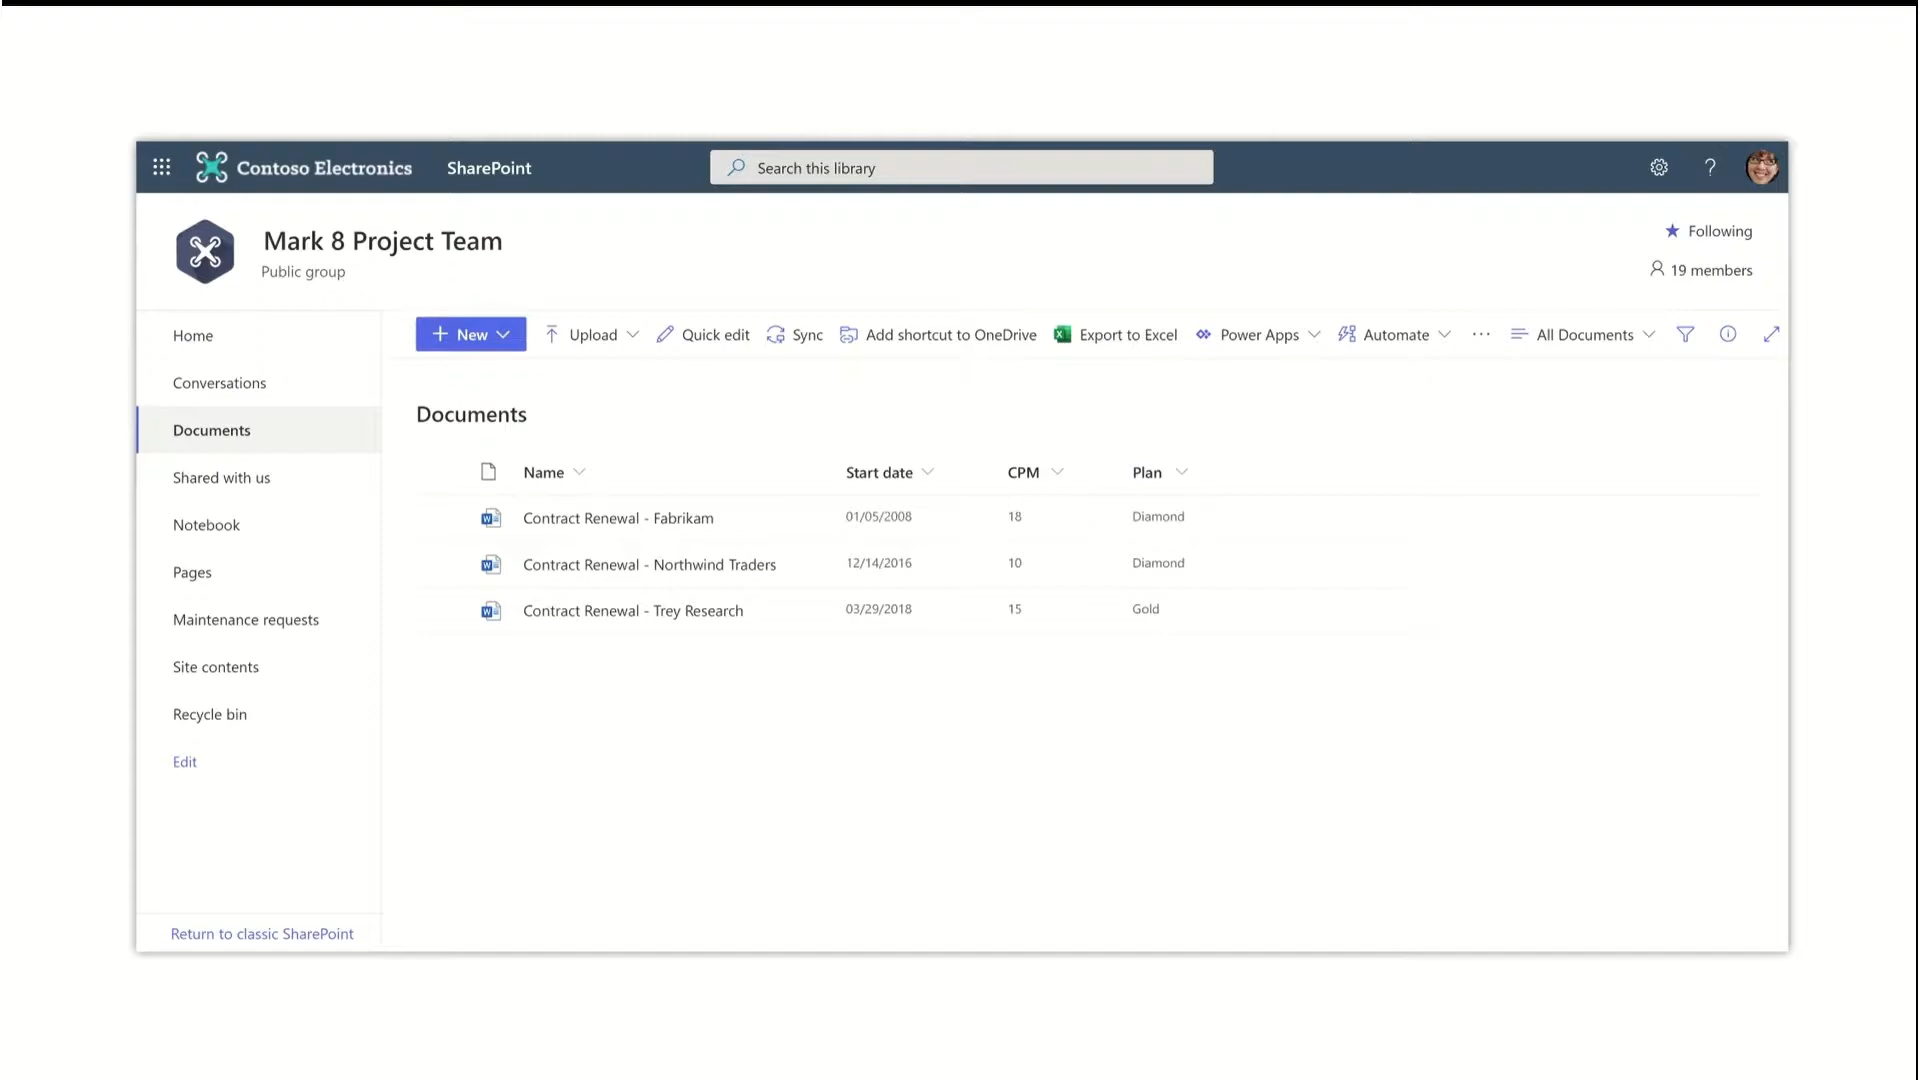 Contoso Electronics SharePoint Search this library ?
Mark 8 Project Team
Public group
Following
19 members
Home
Conversations
Documents
Shared with us
Notebook
Pages
Maintenance requests
Site contents
Recycle bin
Edit
Return to classic SharePoint
+ New Upload Quick edit Sync Add shortcut to OneDrive Export to Excel Power Apps Automate ... All Documents
Documents
Name Start date CPM Plan
Contract Renewal - Fabrikam 01/05/2008 18 Diamond
Contract Renewal - Northwind Traders 12/14/2016 10 Diamond
Contract Renewal - Trey Research 03/29/2018 15 Gold